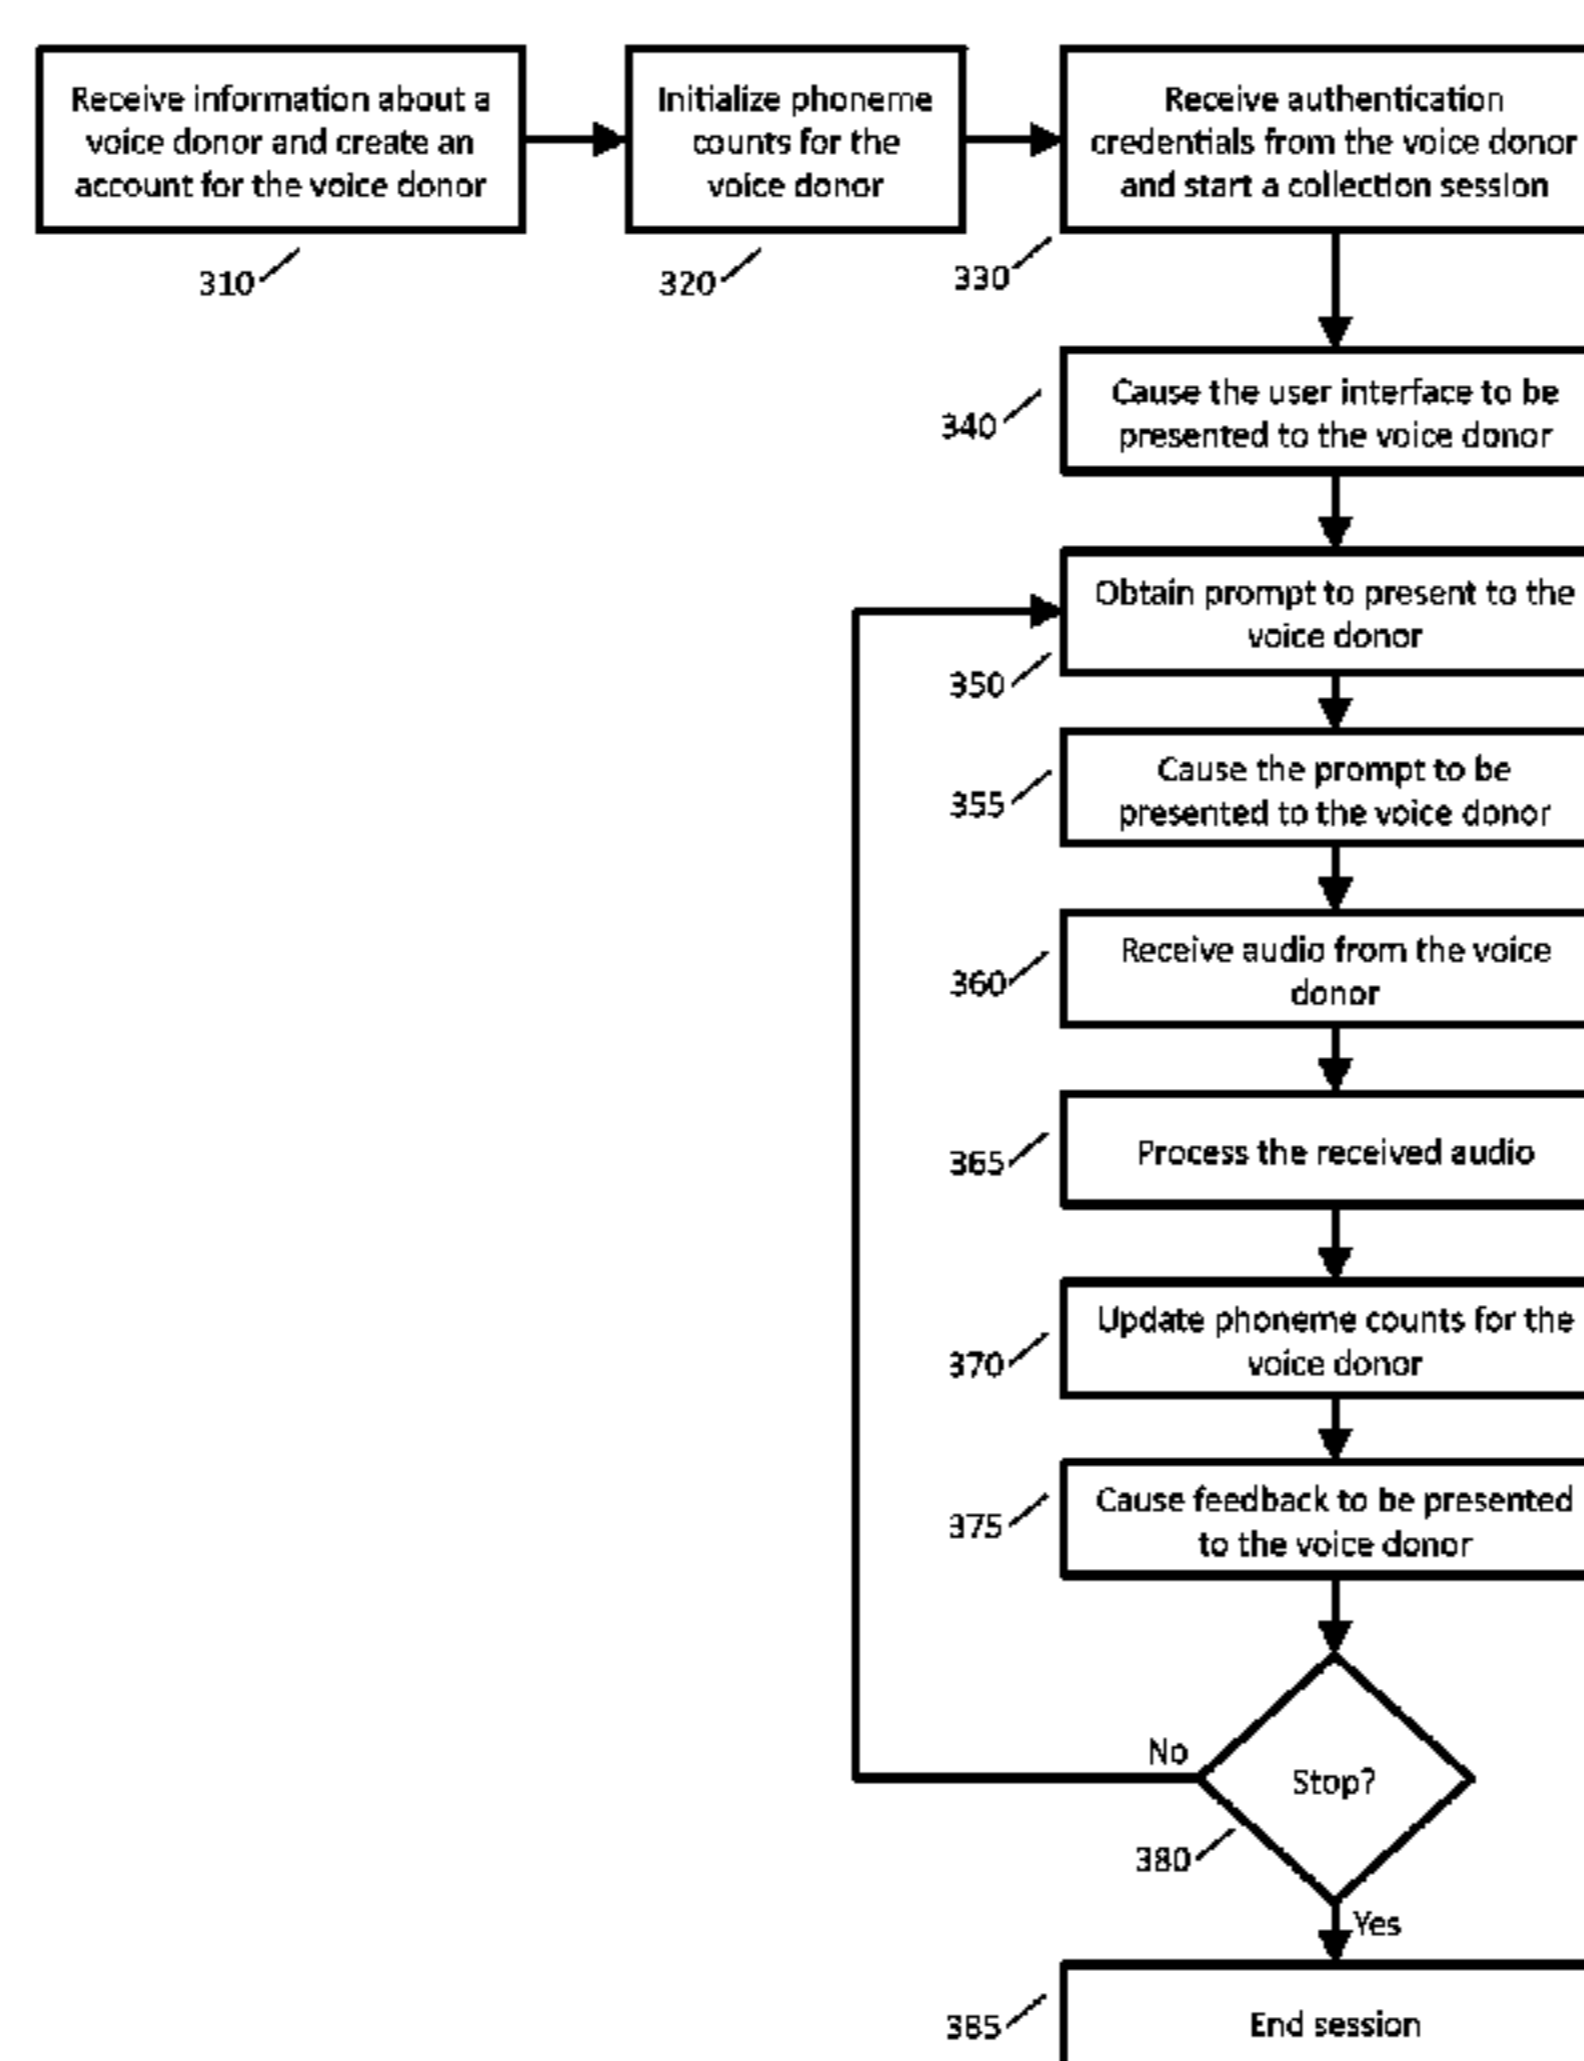 Receive information about a
voice donor and create an
account for the voice donor
310
Initialize phoneme
counts for the
voice donor
320
Receive authentication
credentials from the voice donor
and start a collection session
330
Cause the user interface to be
presented to the voice donor
340
Obtain prompt to present to the
voice donor
350
Cause the prompt to be
presented to the voice donor
355
Receive audio from the voice
donor
360
Process the received audio
365
Update phoneme counts for the
voice donor
370
Cause feedback to be presented
to the voice donor
375
No
Stop?
380
Yes
End session
385